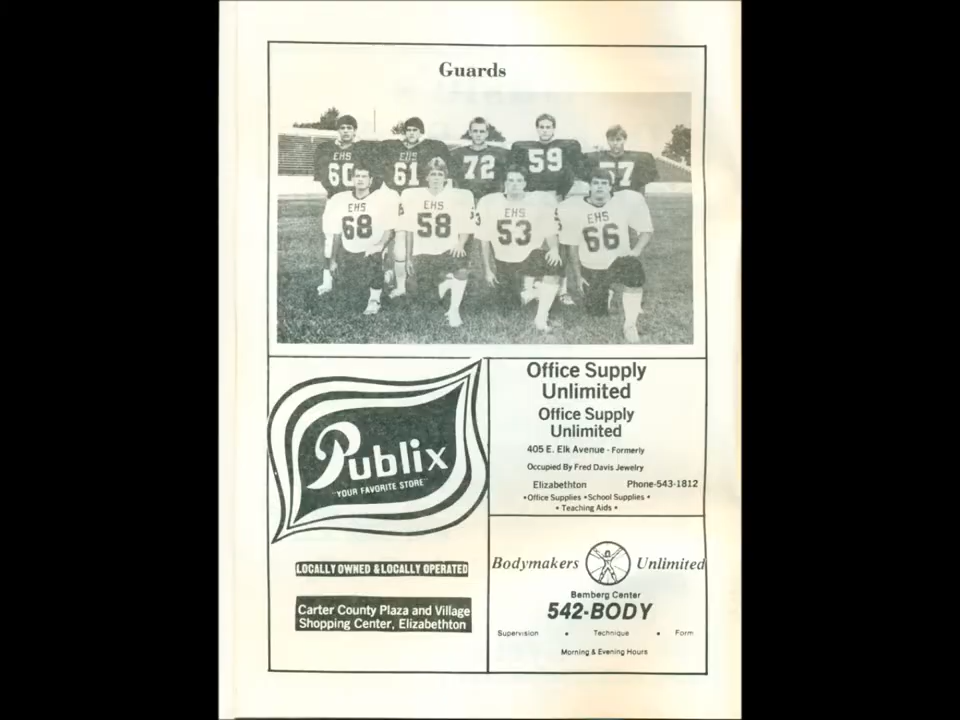 Guards
EHS
60
EHS
61
72
59
57
EHS
68
EHS
58
EHS
53
EHS
66
Publix
"YOUR FAVORITE STORE"
LOCALLY OWNED & LOCALLY OPERATED
Carter County Plaza and Village
Shopping Center, Elizabethton
Office Supply
Unlimited
Office Supply
Unlimited
405 E. Elk Avenue - Formerly
Occupied By Fred Davis Jewelry
Elizabethton Phone-543-1812
•Office Supplies •School Supplies •
• Teaching Aids •
Bodymakers Unlimited
Bemberg Center
542-BODY
Supervision • Technique • Form
Morning & Evening Hours